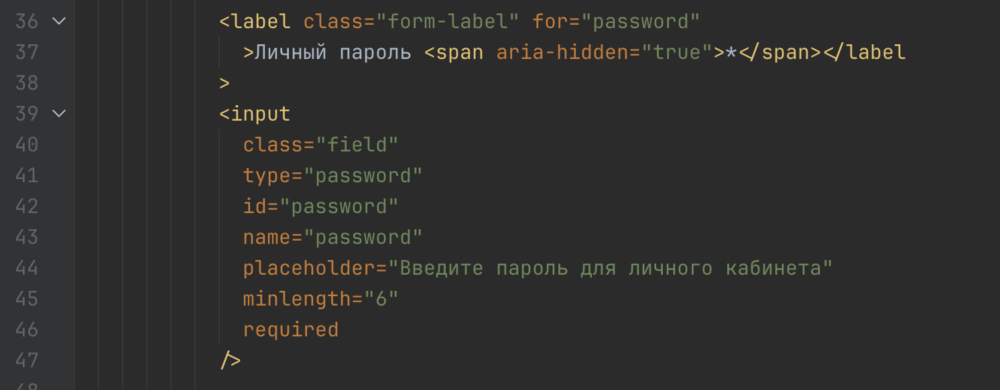 36 <label class="form-label" for="password"
37 >Личный пароль <span aria-hidden="true">*</span></label
38 >
39 <input
40 class="field"
41 type="password"
42 id="password"
43 name="password"
44 placeholder="Введите пароль для личного кабинета"
45 minlength="6"
46 required
47 />
48